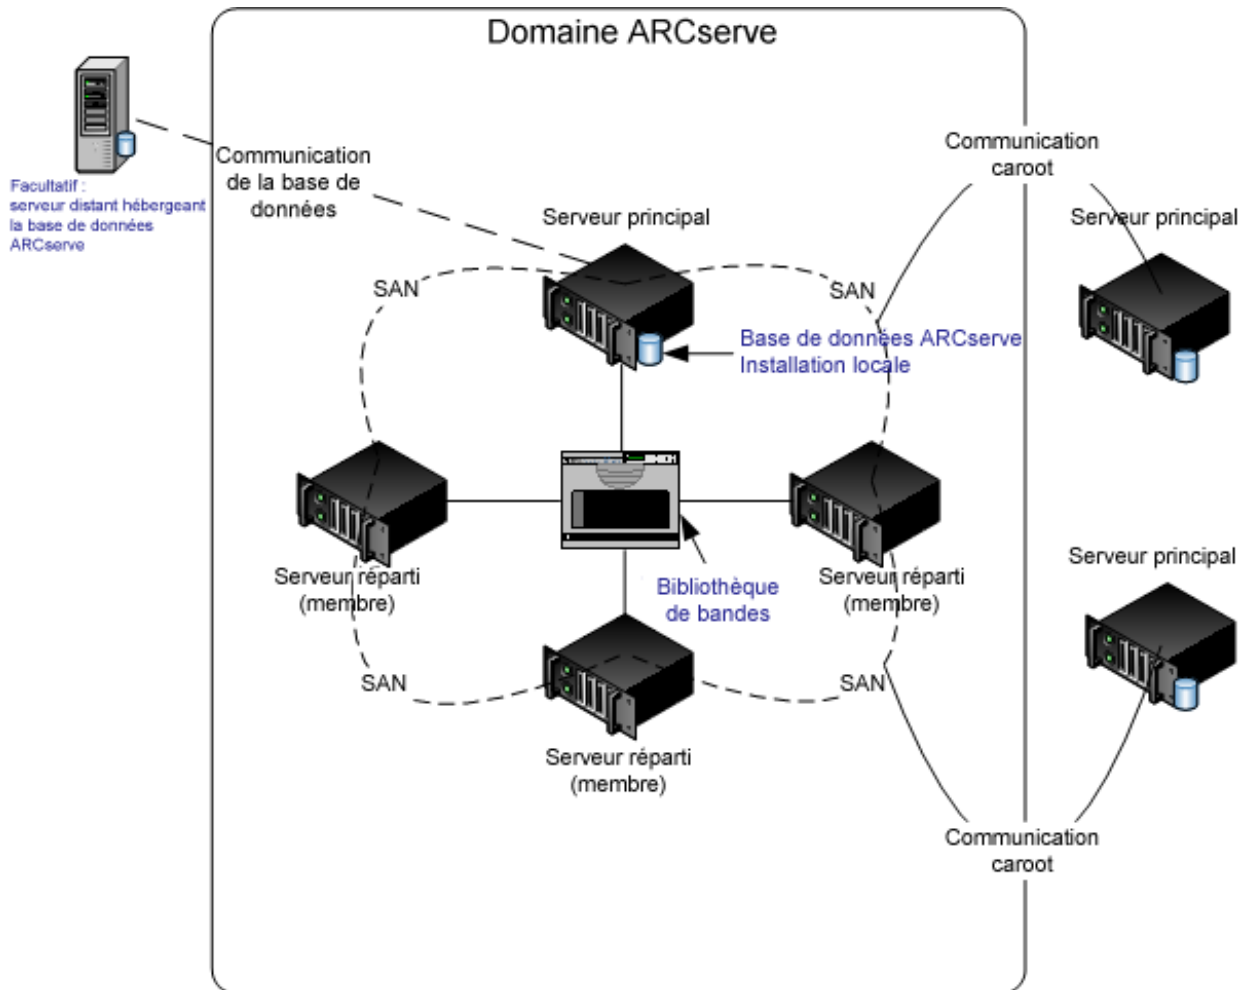 Domaine ARCserve
Communication
de la base de
données
Facultatif :
serveur distant hébergeant
la base de données
ARCserve
Communication
caroot
Serveur principal
Serveur principal
SAN
SAN
Base de données ARCserve
Installation locale
Serveur réparti
(membre)
Bibliothèque
de bandes
Serveur réparti
(membre)
Serveur principal
SAN
SAN
Serveur réparti
(membre)
Communication
caroot